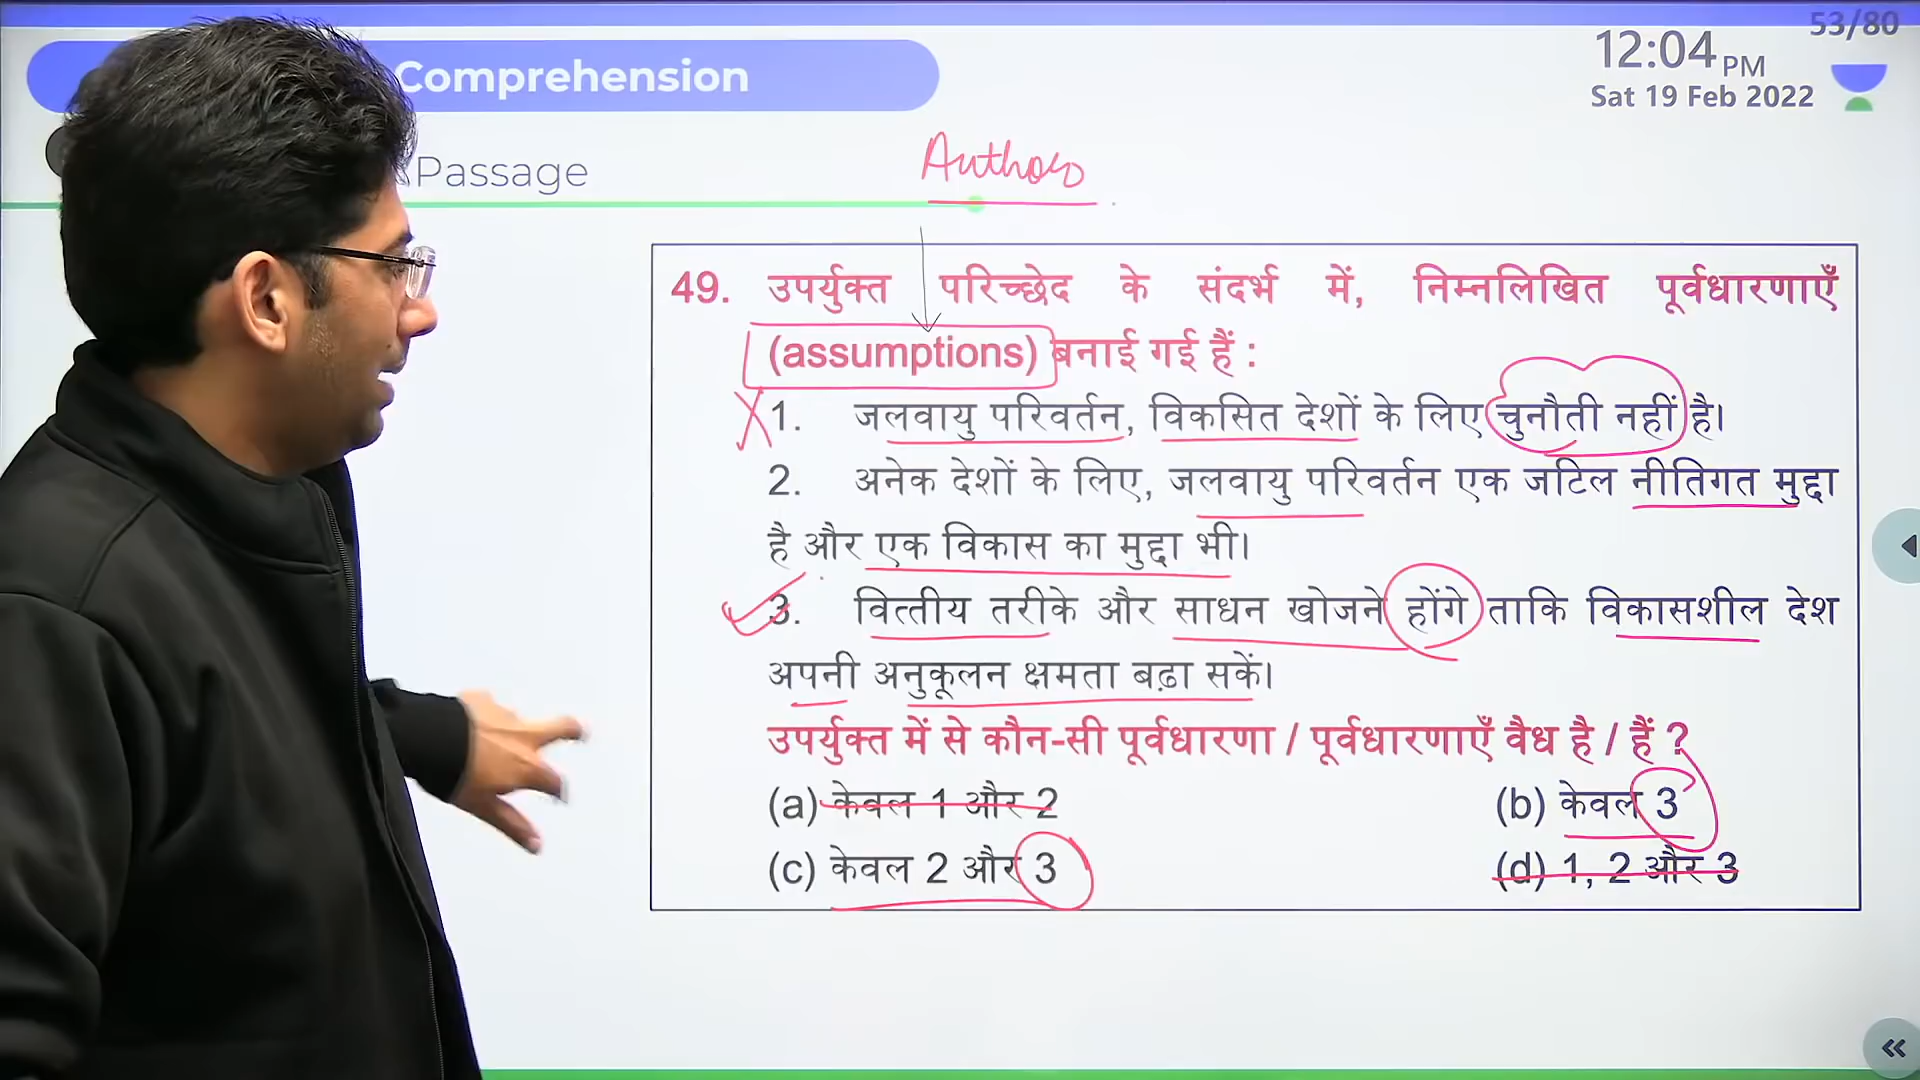 53/80
12:04 PM
Sat 19 Feb 2022
Comprehension
Passage
Author
49. उपर्युक्त परिच्छेद के संदर्भ में, निम्नलिखित पूर्वधारणाएँ
(assumptions) बनाई गई हैं :
1. जलवायु परिवर्तन, विकसित देशों के लिए चुनौती नहीं है।
2. अनेक देशों के लिए, जलवायु परिवर्तन एक जटिल नीतिगत मुद्दा
है और एक विकास का मुद्दा भी।
3. वित्तीय तरीके और साधन खोजने होंगे ताकि विकासशील देश
अपनी अनुकूलन क्षमता बढ़ा सकें।
उपर्युक्त में से कौन-सी पूर्वधारणा / पूर्वधारणाएँ वैध है / हैं ?
(a) केवल 1 और 2 (b) केवल 3
(c) केवल 2 और 3 (d) 1, 2 और 3